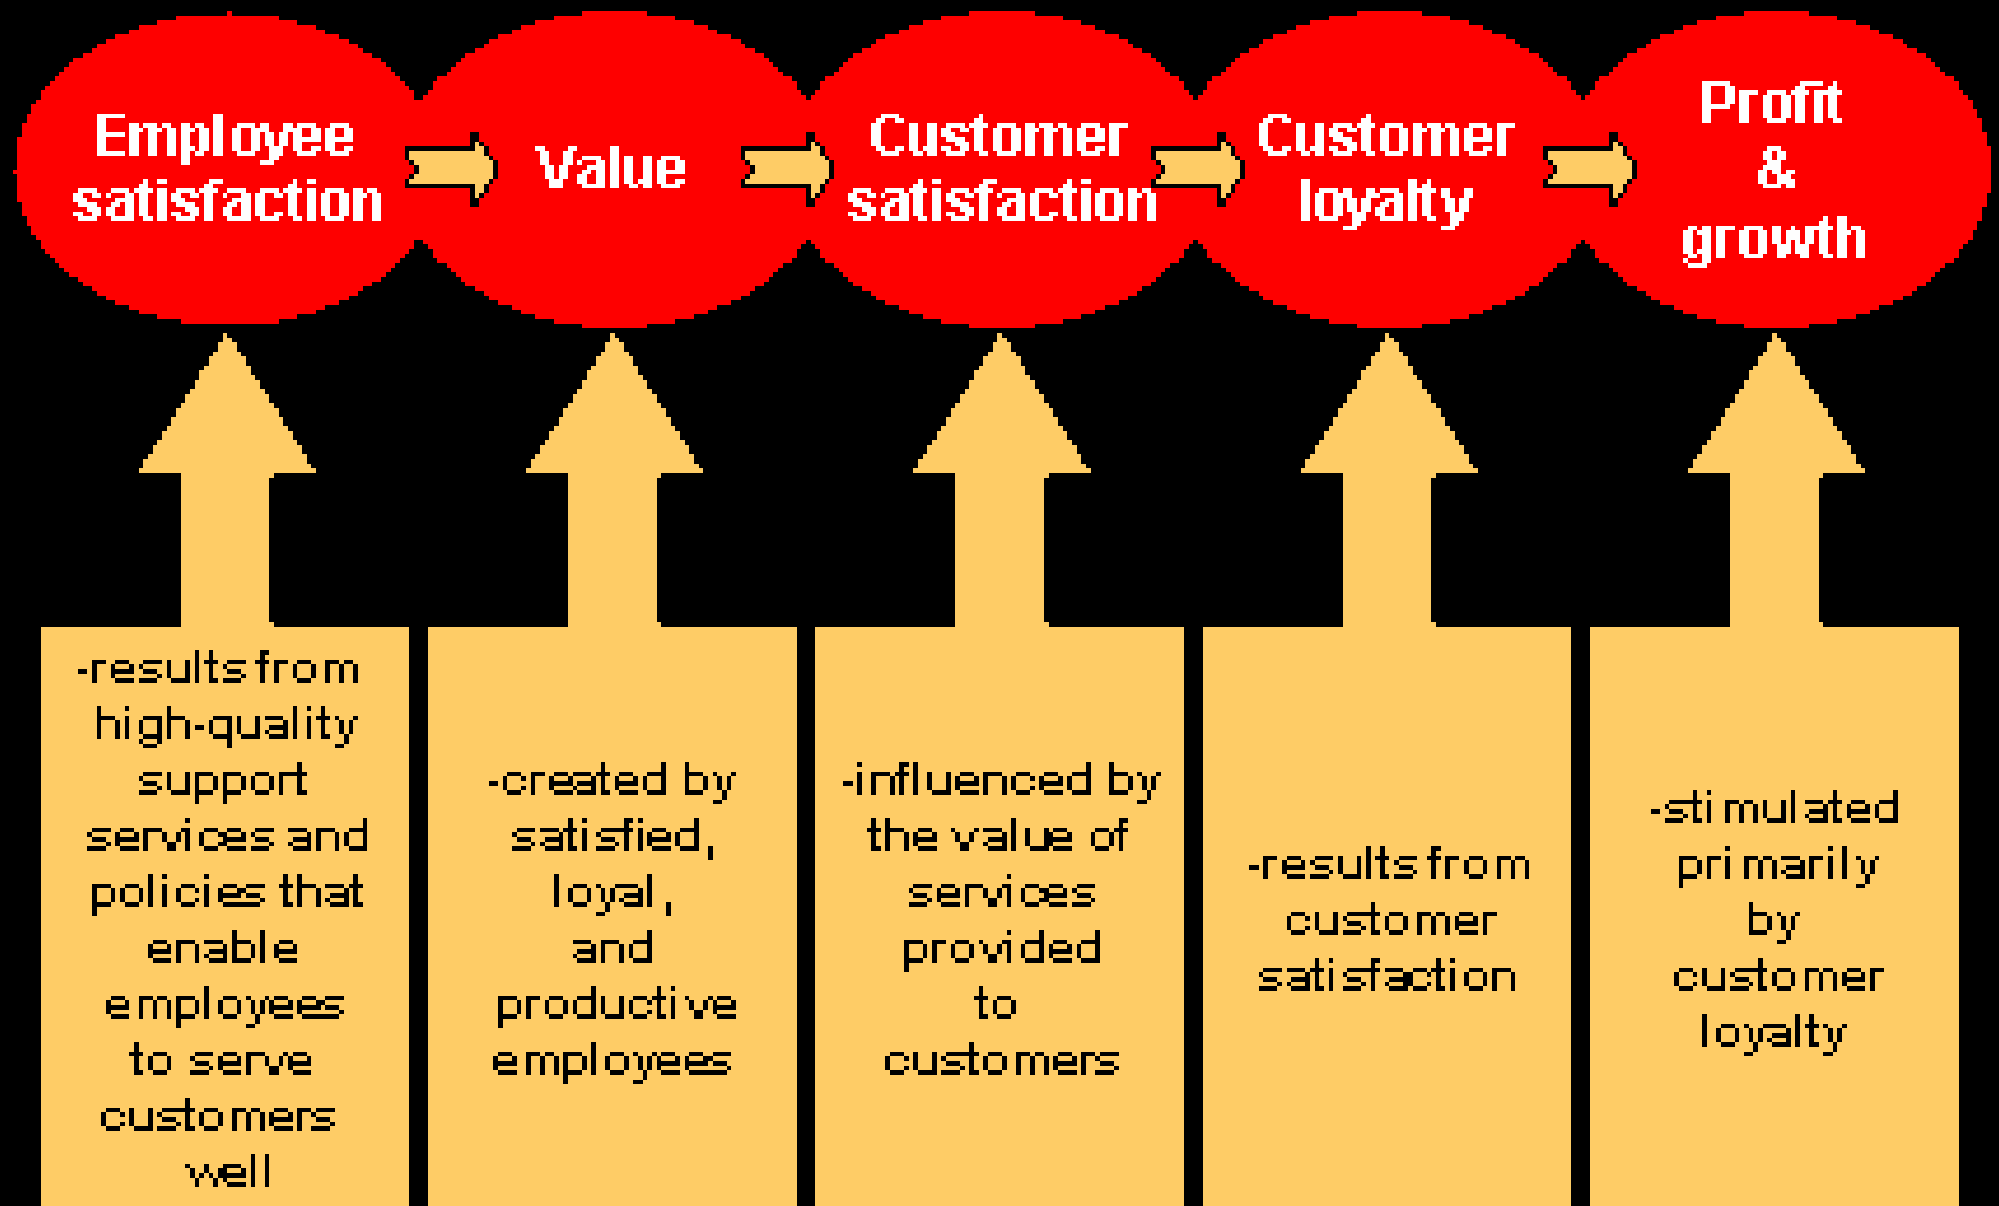 Employee
satisfaction
Value
Customer
satisfaction
Customer
loyalty
Profit
&
growth
-results from
high-quality
support
services and
policies that
enable
employees
to serve
customers
well
-created by
satisfied,
loyal,
and
productive
employees
-influenced by
the value of
services
provided
to
customers
-results from
customer
satisfaction
-stimulated
primarily
by
customer
loyalty